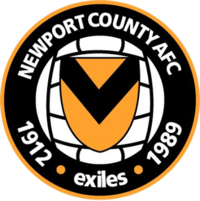 NEWPORT COUNTY AFC
1912 • exiles • 1989